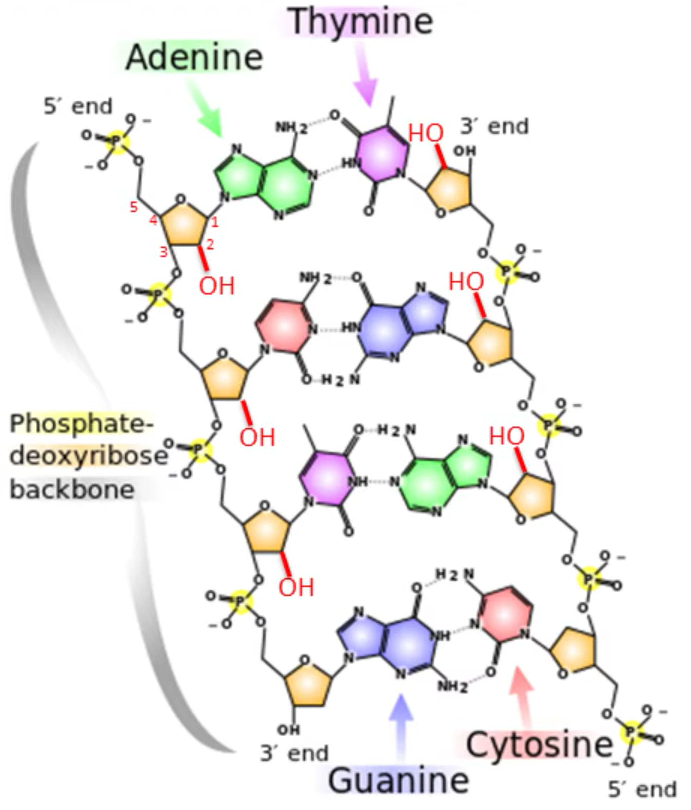 Thymine
Adenine
5′ end
3′ end
HO
OH
NH2
O
HN
N
N
N
N
N
O
N
O
P
O
O
–
–
O
O
5
4
3
2
1
OH
O
O
P
O
–
O
O
–
O
P
O
O
HO
NH2
O
N
HN
N
N
N
O
H2N
N
O
O
OH
O
P
O
–
O
O
–
O
P
O
O
Phosphate-
deoxyribose
backbone
HO
O
H2N
N
NH
N
N
N
N
O
O
O
OH
O
P
O
–
O
O
–
O
P
O
O
H2N
O
N
NH
N
N
N
N
O
NH2
O
O
OH
3′ end
O
–
O
P
O
–
O
Cytosine
Guanine
5′ end